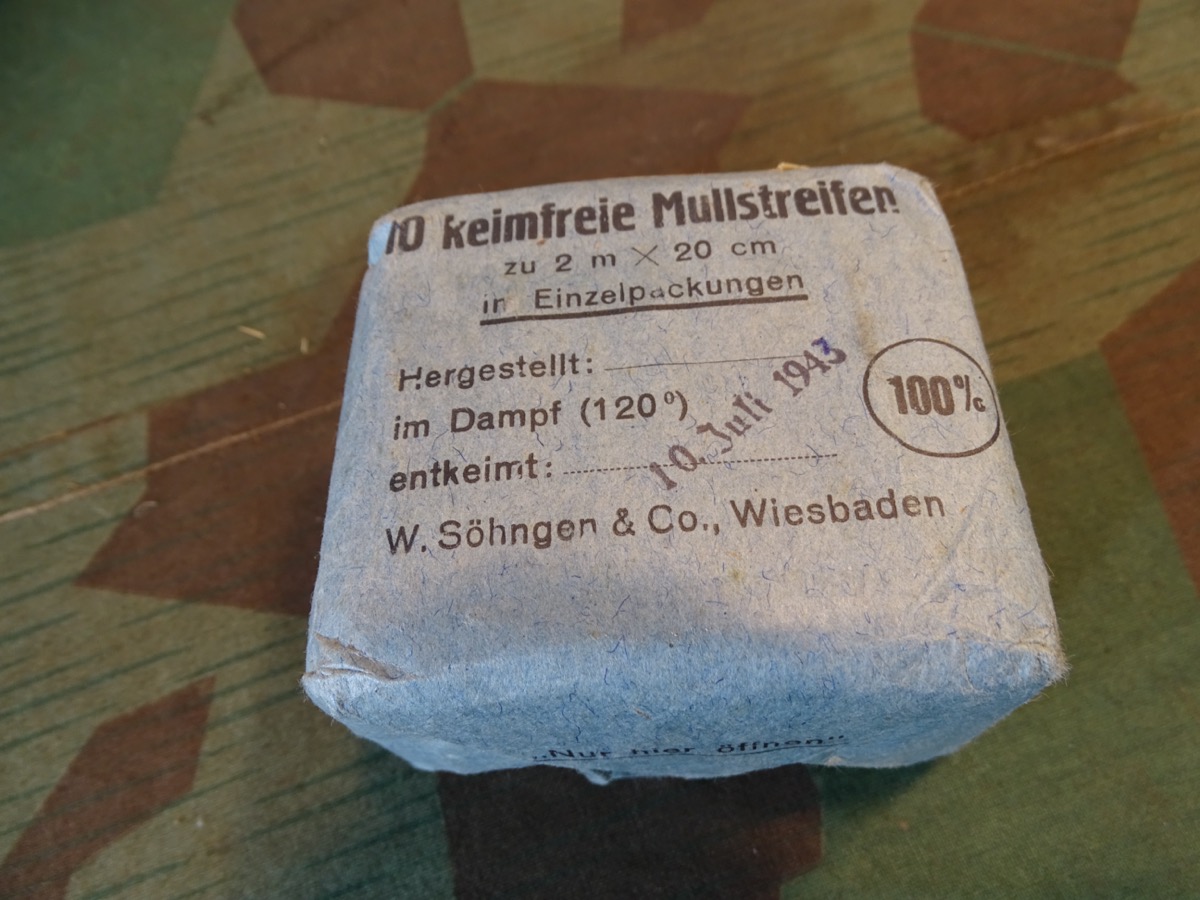 10 keimfreie Mullstreifen
zu 2 m × 20 cm
in Einzelpackungen
Hergestellt:
im Dampf (120°)
entkeimt:
10. Juli 1943
100%
W. Söhngen & Co., Wiesbaden
„Nur hier öffnen“